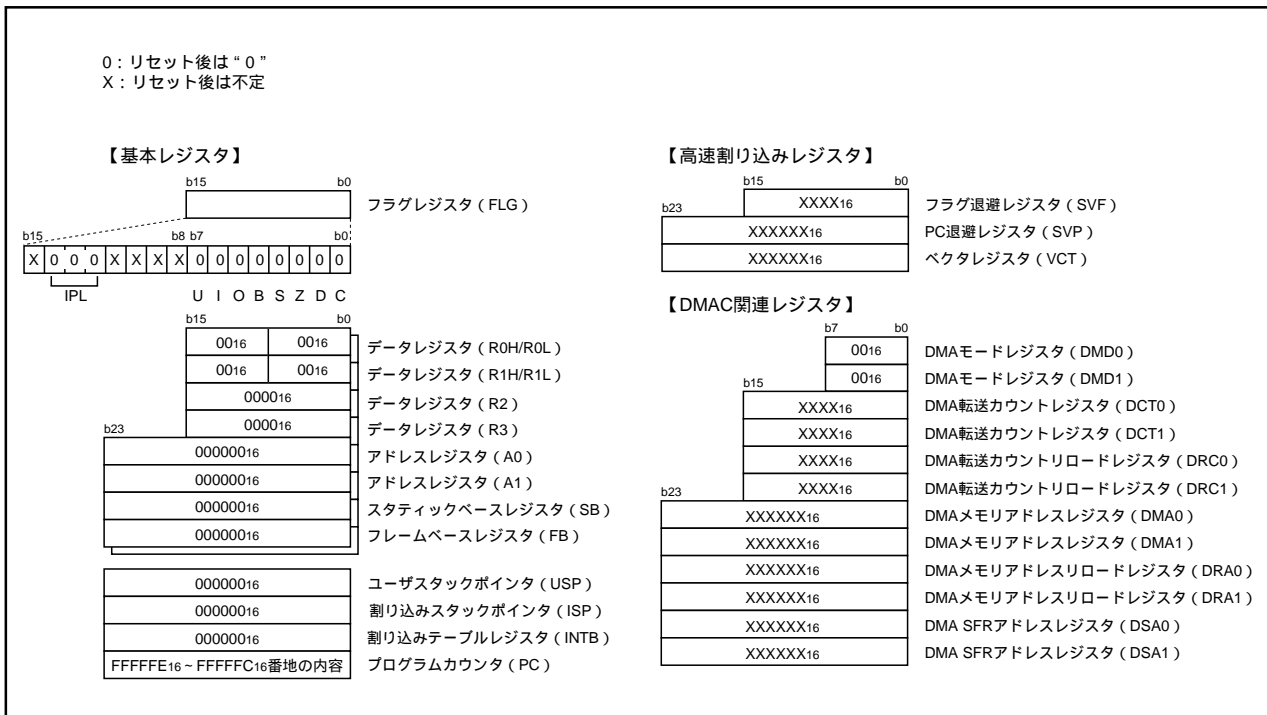 0 : リセット後は “ 0 ”
X : リセット後は不定
【基本レジスタ】
b15 b0
フラグレジスタ ( FLG )
b15 b8 b7 b0
X 0 0 0 X X X X 0 0 0 0 0 0 0 0
IPL U I O B S Z D C
b15 b0
0016 0016 データレジスタ ( R0H/R0L )
0016 0016 データレジスタ ( R1H/R1L )
000016 データレジスタ ( R2 )
000016 データレジスタ ( R3 )
b23
00000016 アドレスレジスタ ( A0 )
00000016 アドレスレジスタ ( A1 )
00000016 スタティックベースレジスタ ( SB )
00000016 フレームベースレジスタ ( FB )
00000016 ユーザスタックポインタ ( USP )
00000016 割り込みスタックポインタ ( ISP )
00000016 割り込みテーブルレジスタ ( INTB )
FFFFFE16 ~ FFFFFC16番地の内容 プログラムカウンタ ( PC )
【高速割り込みレジスタ】
b15 b0
XXXX16 フラグ退避レジスタ ( SVF )
b23
XXXXXX16 PC退避レジスタ ( SVP )
XXXXXX16 ベクタレジスタ ( VCT )
【DMAC関連レジスタ】
b7 b0
0016 DMAモードレジスタ ( DMD0 )
0016 DMAモードレジスタ ( DMD1 )
b15
XXXX16 DMA転送カウントレジスタ ( DCT0 )
XXXX16 DMA転送カウントレジスタ ( DCT1 )
XXXX16 DMA転送カウントリロードレジスタ ( DRC0 )
XXXX16 DMA転送カウントリロードレジスタ ( DRC1 )
b23
XXXXXX16 DMAメモリアドレスレジスタ ( DMA0 )
XXXXXX16 DMAメモリアドレスレジスタ ( DMA1 )
XXXXXX16 DMAメモリアドレスリロードレジスタ ( DRA0 )
XXXXXX16 DMAメモリアドレスリロードレジスタ ( DRA1 )
XXXXXX16 DMA SFRアドレスレジスタ ( DSA0 )
XXXXXX16 DMA SFRアドレスレジスタ ( DSA1 )